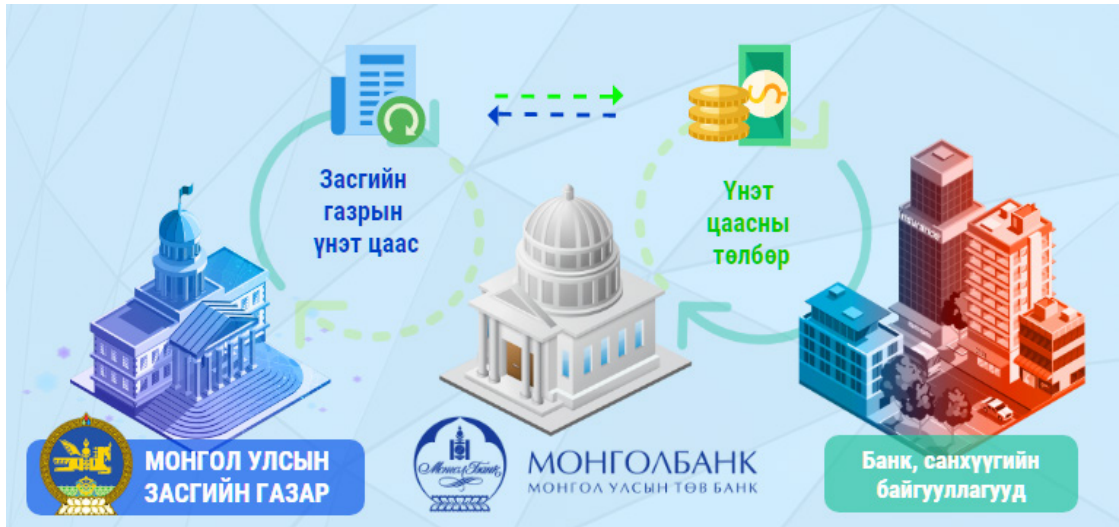 Засгийн
газрын
үнэт цаас
Үнэт
цаасны
төлбөр
МОНГОЛ УЛСЫН
ЗАСГИЙН ГАЗАР
МонголБанк
МОНГОЛБАНК
МОНГОЛ УЛСЫН ТӨВ БАНК
Банк, санхүүгийн
байгууллагууд